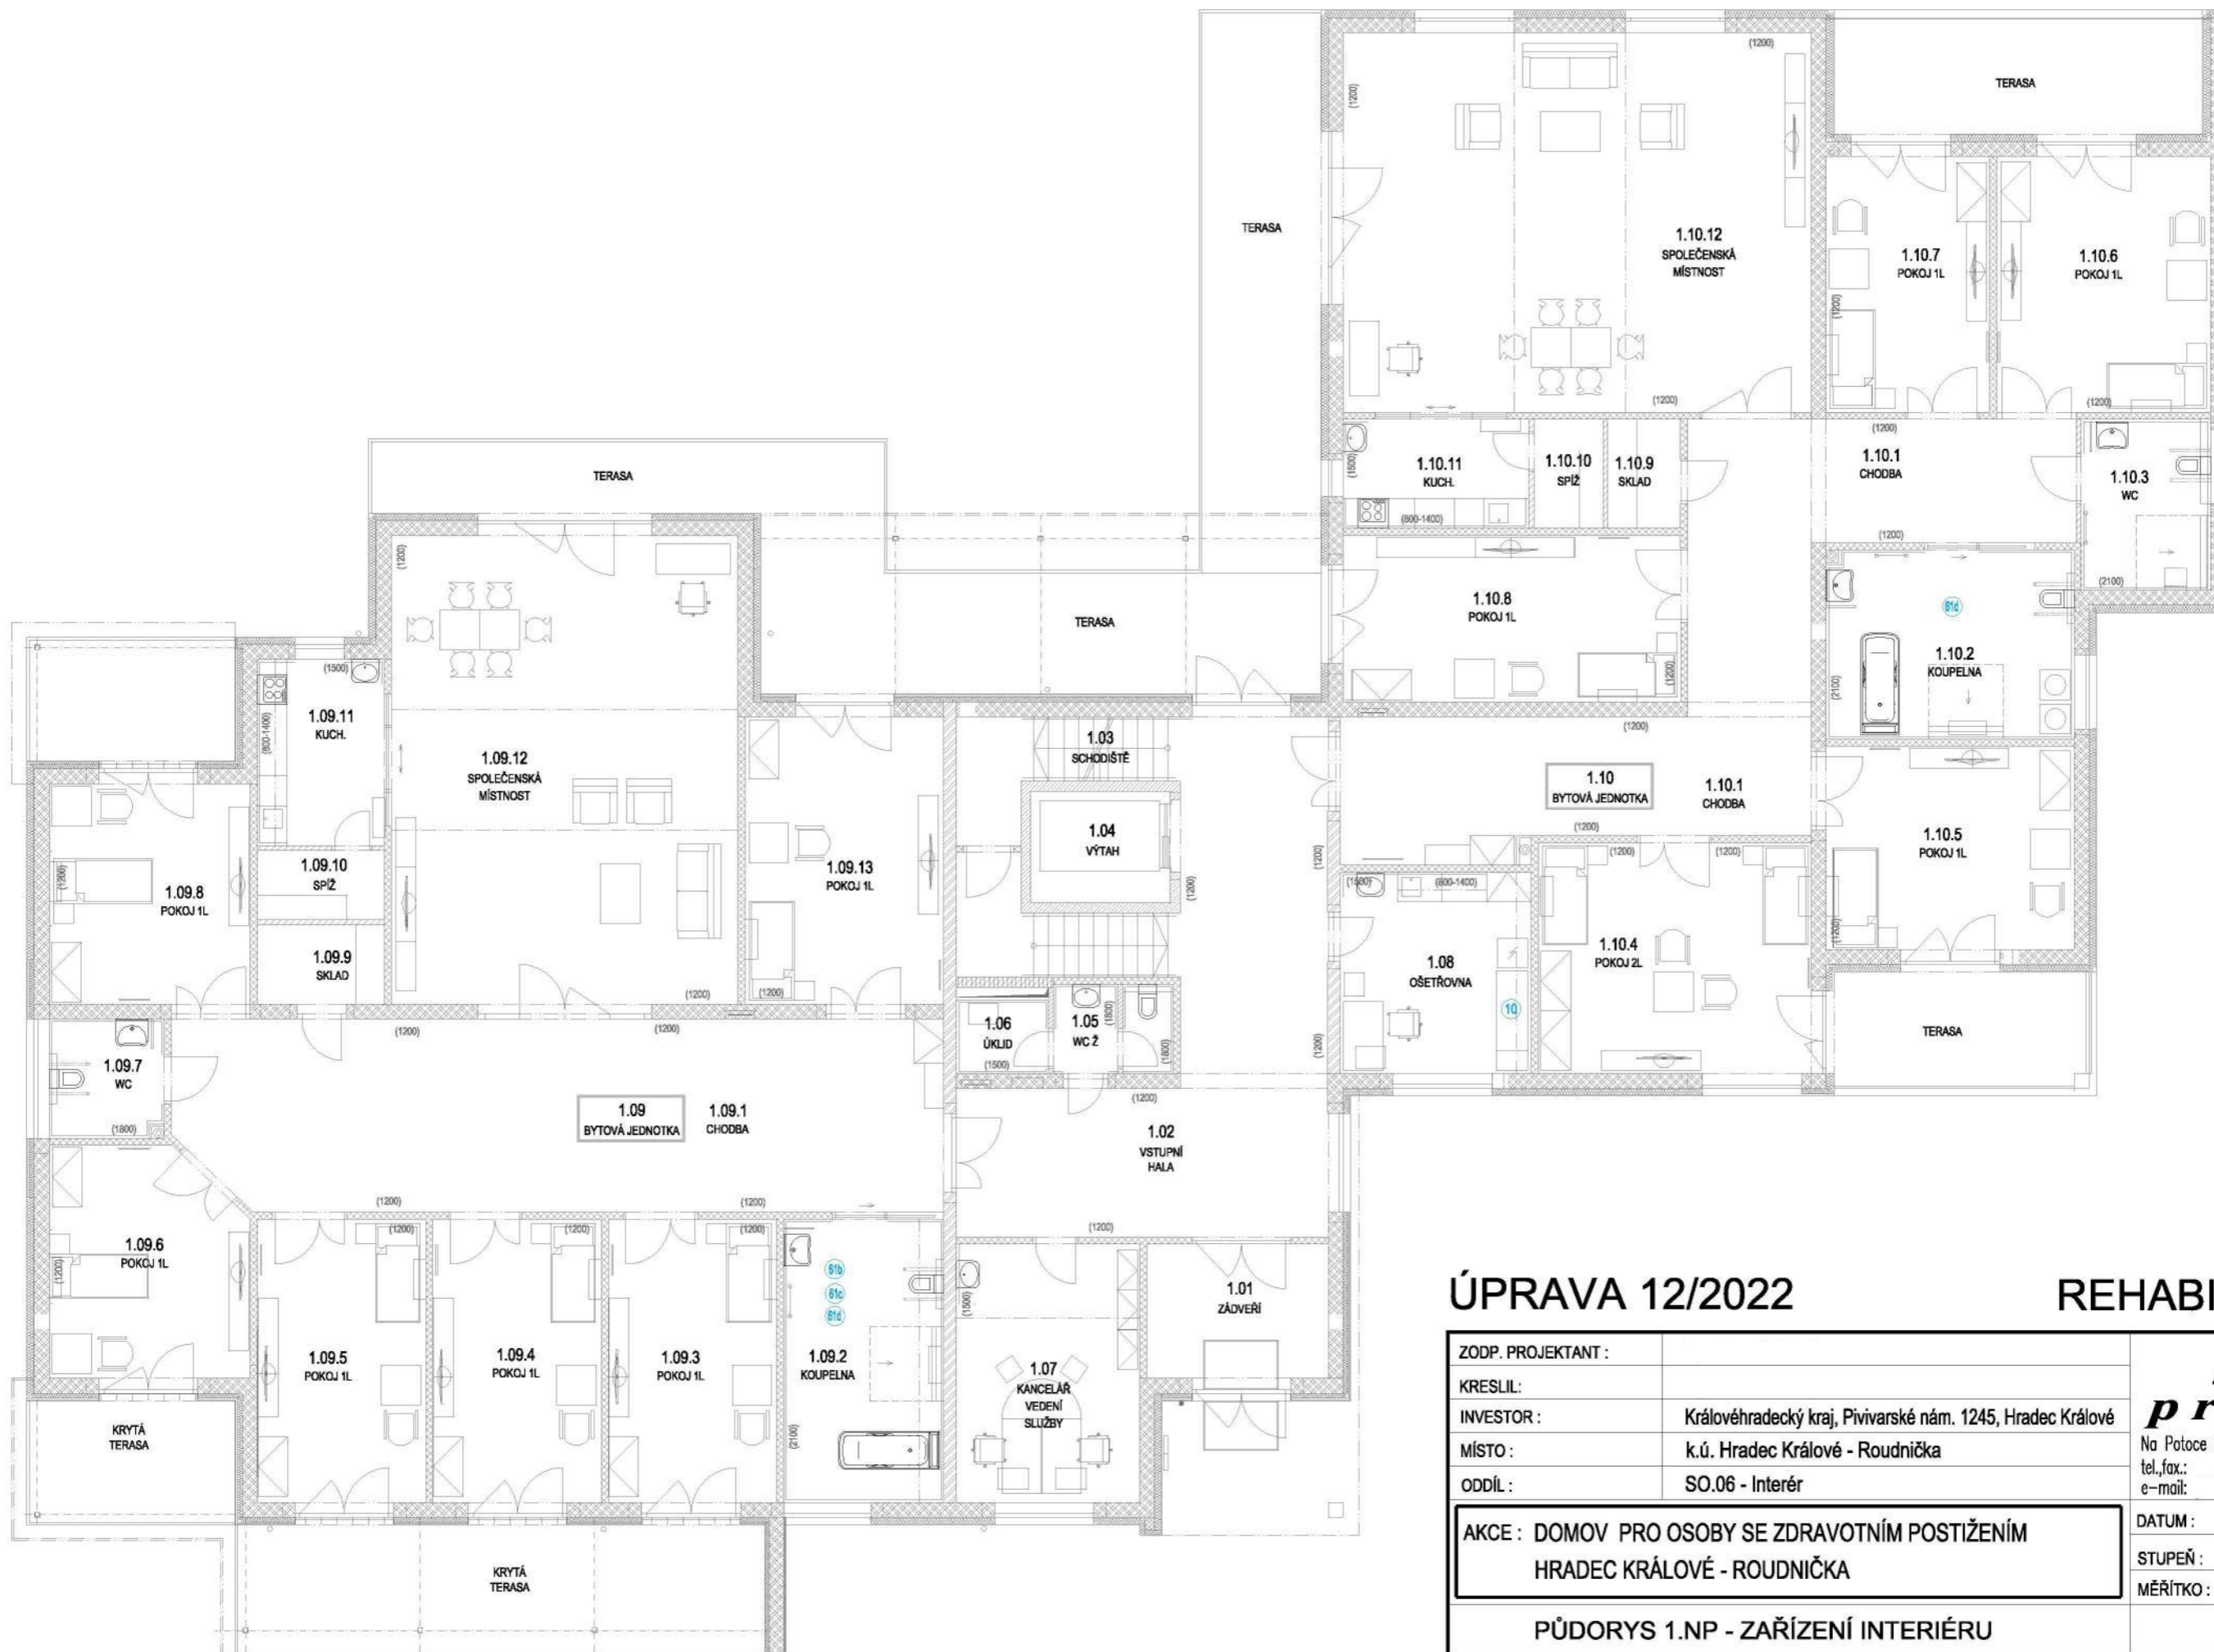 (1200)
TERASA
(1200)
TERASA
1.10.12
SPOLEČENSKÁ
MÍSTNOST
1.10.7
POKOJ 1L
1.10.6
POKOJ 1L
(1200)
(1200)
(1200)
(1200)
1.10.11
KUCH.
(1500)
(800-1400)
1.10.10
SPÍŽ
1.10.9
SKLAD
1.10.1
CHODBA
(1200)
1.10.3
WC
(2100)
TERASA
(1200)
TERASA
1.10.8
POKOJ 1L
(1200)
61d
1.10.2
KOUPELNA
(2100)
(1500)
1.09.11
KUCH.
(800-1400)
1.09.12
SPOLEČENSKÁ
MÍSTNOST
1.03
SCHODIŠTĚ
(1200)
1.10
BYTOVÁ JEDNOTKA
1.10.1
CHODBA
(1200)
1.04
VÝTAH
(1200)
(1200)
1.10.5
POKOJ 1L
(1200)
1.09.8
POKOJ 1L
(1200)
1.09.10
SPÍŽ
1.09.13
POKOJ 1L
(1200)
(1500)
(800-1400)
(1200)
(1200)
1.09.9
SKLAD
(1200)
1.08
OŠETŘOVNA
10
1.10.4
POKOJ 2L
TERASA
1.06
ÚKLID
(1500)
1.05
WC Ž
(1800)
(1800)
(1200)
(1200)
(1200)
1.09.7
WC
(1800)
1.09
BYTOVÁ JEDNOTKA
1.09.1
CHODBA
(1200)
1.02
VSTUPNÍ
HALA
(1200)
(1200)
(1200)
(1200)
(1200)
(1200)
1.09.6
POKOJ 1L
(1200)
1.09.5
POKOJ 1L
1.09.4
POKOJ 1L
1.09.3
POKOJ 1L
61b
61c
61d
1.09.2
KOUPELNA
(2100)
(1500)
1.07
KANCELÁŘ
VEDENÍ
SLUŽBY
1.01
ZÁDVEŘÍ
KRYTÁ
TERASA
KRYTÁ
TERASA
ÚPRAVA 12/2022
REHABI
ZODP. PROJEKTANT :
KRESLIL:
INVESTOR : Královéhradecký kraj, Pivivarské nám. 1245, Hradec Králové
MÍSTO : k.ú. Hradec Králové - Roudnička
ODDÍL : SO.06 - Interér
AKCE : DOMOV PRO OSOBY SE ZDRAVOTNÍM POSTIŽENÍM
HRADEC KRÁLOVÉ - ROUDNIČKA
PŮDORYS 1.NP - ZAŘÍZENÍ INTERIÉRU
p r
Na Potoce
tel.,fax.:
e-mail:
DATUM :
STUPEŇ :
MĚŘÍTKO :